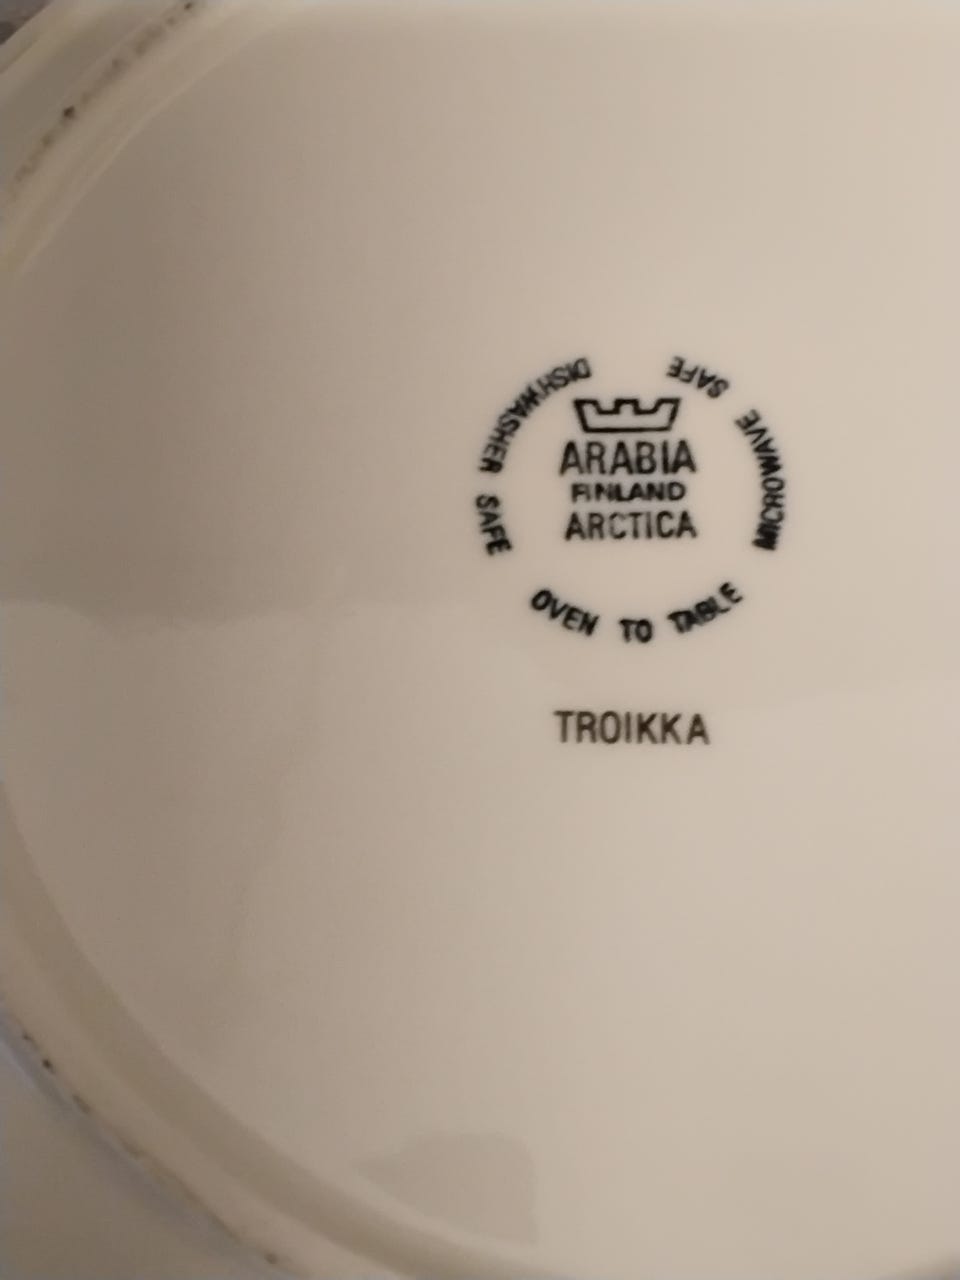 DISHWASHER SAFE
MICROWAVE SAFE
ARABIA
FINLAND
ARCTICA
OVEN TO TABLE
TROIKKA